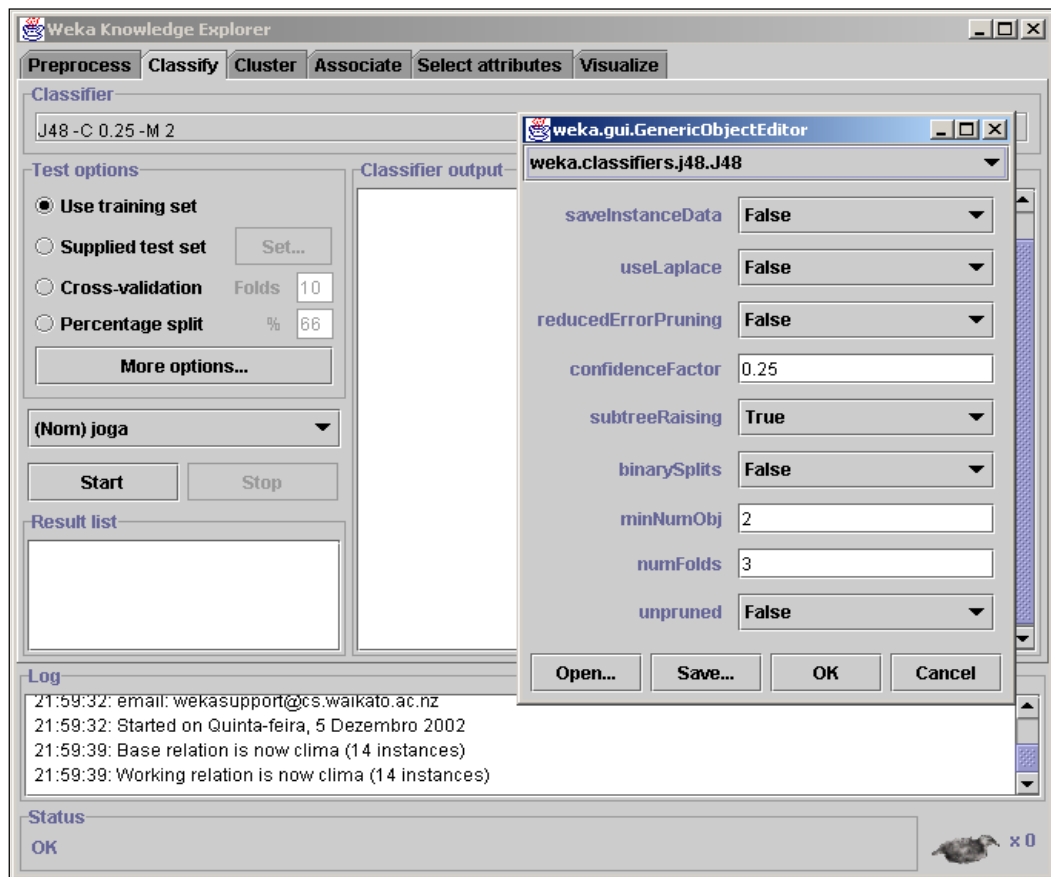 Weka Knowledge Explorer
Preprocess Classify Cluster Associate Select attributes Visualize
Classifier
J48 -C 0.25 -M 2
Test options
Use training set
Supplied test set Set...
Cross-validation Folds 10
Percentage split % 66
More options...
(Nom) joga
Start Stop
Result list
Classifier output
weka.gui.GenericObjectEditor
weka.classifiers.j48.J48
saveInstanceData False
useLaplace False
reducedErrorPruning False
confidenceFactor 0.25
subtreeRaising True
binarySplits False
minNumObj 2
numFolds 3
unpruned False
Open... Save... OK Cancel
Log
21:59:32: email: wekasupport@cs.waikato.ac.nz
21:59:32: Started on Quinta-feira, 5 Dezembro 2002
21:59:39: Base relation is now clima (14 instances)
21:59:39: Working relation is now clima (14 instances)
Status
OK
x 0